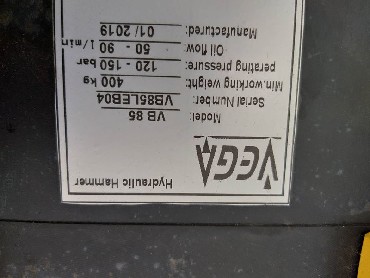 Hydraulic Hammer
VEGA
Model: VB 85
Serial Number: VB85LEB04
Min.working weight: 400 kg
perating pressure: 120 - 150 bar
Oil flow: 50 - 90 l/min
Manufactured: 01/2019